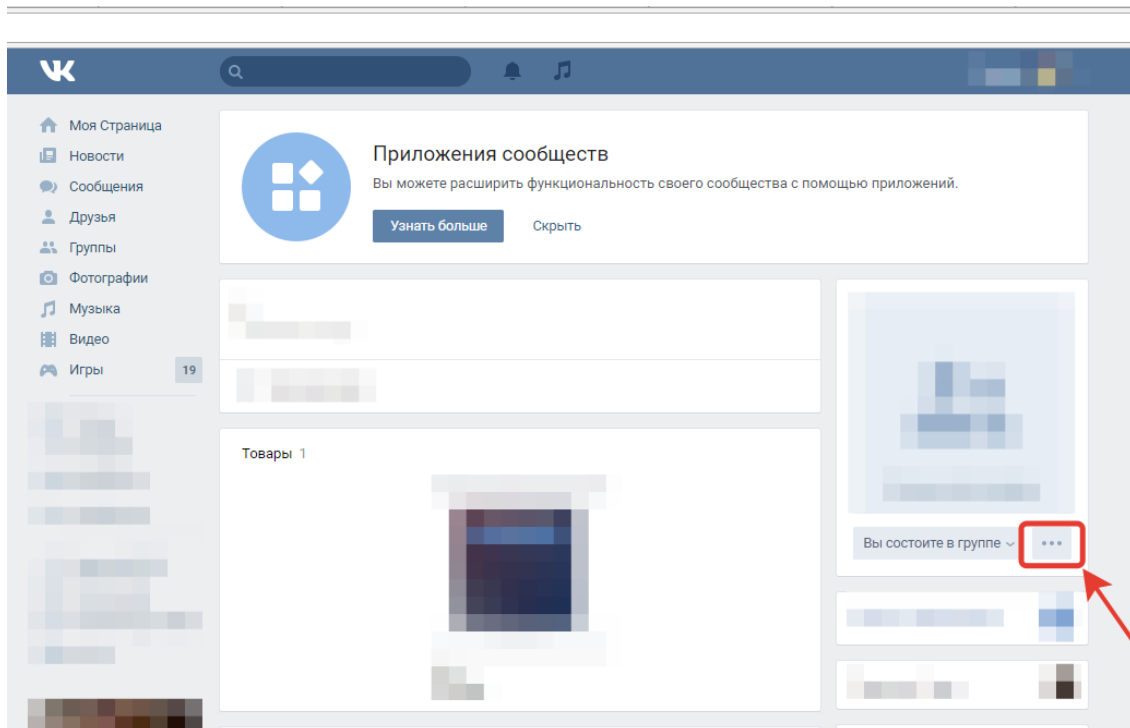 Моя Страница
Новости
Сообщения
Друзья
Группы
Фотографии
Музыка
Видео
Игры 19
Приложения сообществ
Вы можете расширить функциональность своего сообщества с помощью приложений.
Узнать больше Скрыть
Товары 1
Вы состоите в группе